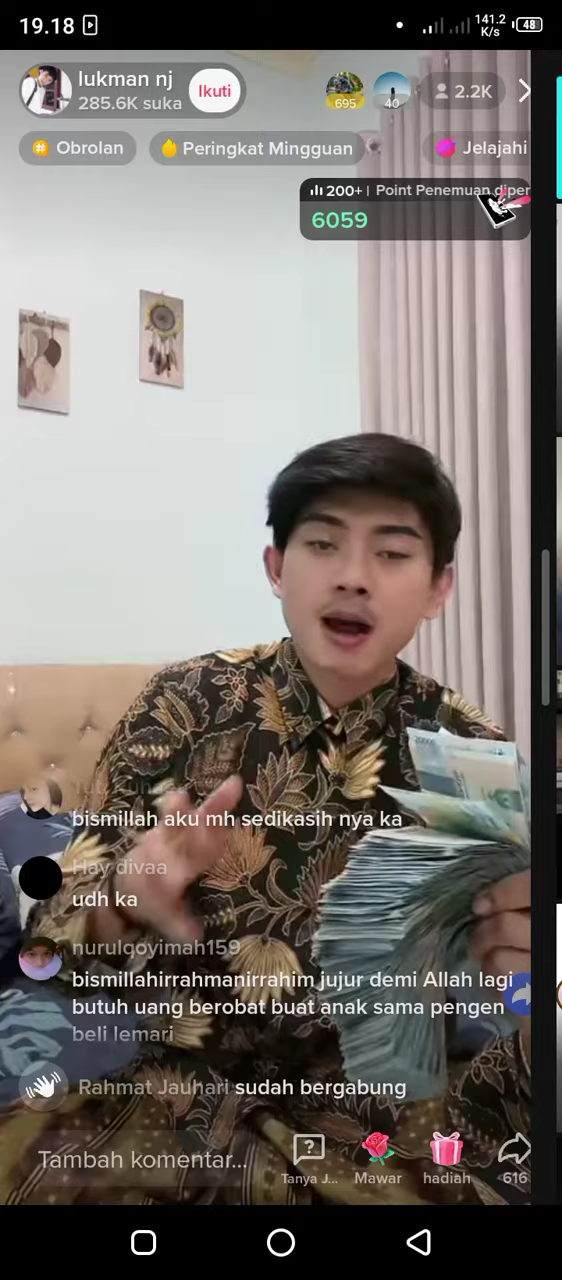 19.18
141.2
K/s
48
lukman nj
285.6K suka
Ikuti
695
40
2.2K
Obrolan
Peringkat Mingguan
Jelajahi
200+ | Point Penemuan diper
6059
bismillah aku mh sedikasih nya ka
Hay divaa
udh ka
nurulqoyimah159
bismillahirrahmanirrahim jujur demi Allah lagi
butuh uang berobat buat anak sama pengen
beli lemari
Rahmat Jauhari sudah bergabung
Tambah komentar...
Tanya J...
Mawar
hadiah
616